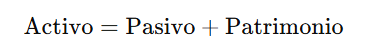 Activo = Pasivo + Patrimonio